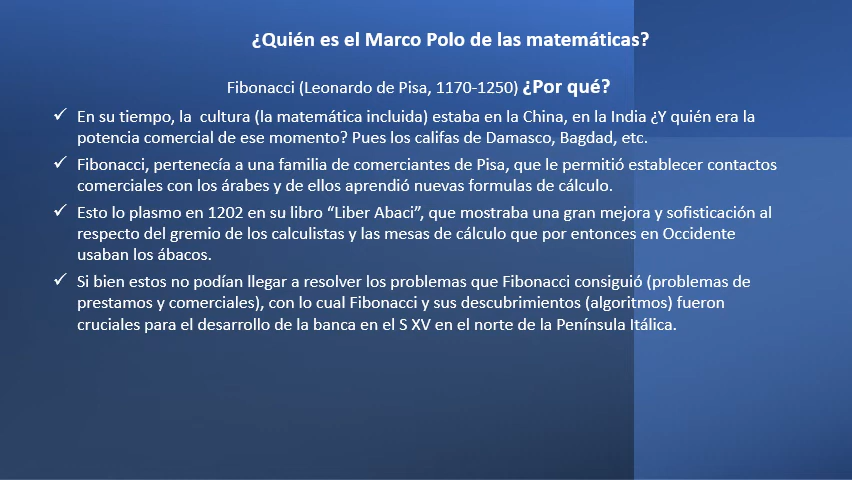 ¿Quién es el Marco Polo de las matemáticas?
Fibonacci (Leonardo de Pisa, 1170-1250) ¿Por qué?
✓ En su tiempo, la  cultura (la matemática incluida) estaba en la China, en la India ¿Y quién era la
potencia comercial de ese momento? Pues los califas de Damasco, Bagdad, etc.
✓ Fibonacci, pertenecía a una familia de comerciantes de Pisa, que le permitió establecer contactos
comerciales con los árabes y de ellos aprendió nuevas formulas de cálculo.
✓ Esto lo plasmo en 1202 en su libro “Liber Abaci”, que mostraba una gran mejora y sofisticación al
respecto del gremio de los calculistas y las mesas de cálculo que por entonces en Occidente
usaban los ábacos.
✓ Si bien estos no podían llegar a resolver los problemas que Fibonacci consiguió (problemas de
prestamos y comerciales), con lo cual Fibonacci y sus descubrimientos (algoritmos) fueron
cruciales para el desarrollo de la banca en el S XV en el norte de la Península Itálica.